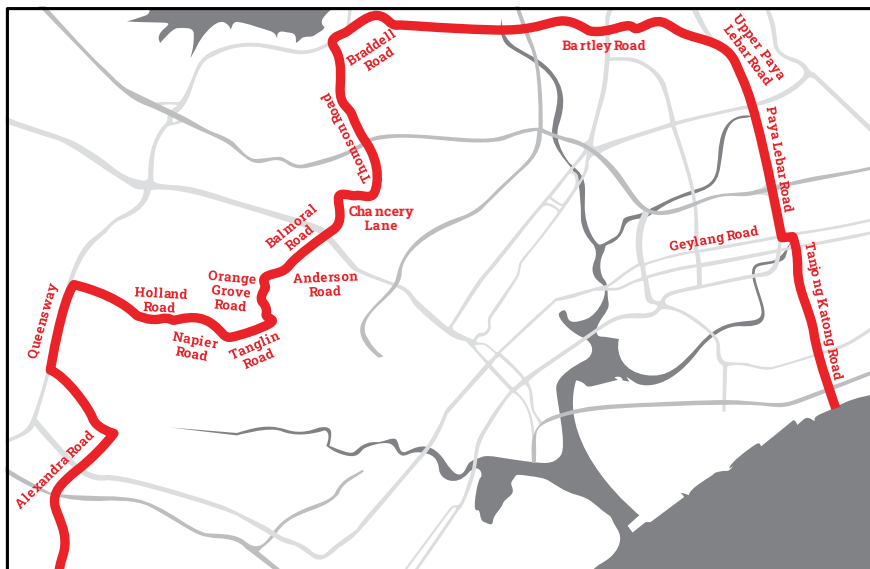 Braddell
Road
Bartley Road
Upper Paya
Lebar Road
Thomson Road
Paya Lebar Road
Chancery
Lane
Balmoral
Road
Geylang Road
Tanjong Katong Road
Orange
Grove
Road
Anderson
Road
Holland
Road
Queensway
Napier
Road
Tanglin
Road
Alexandra Road